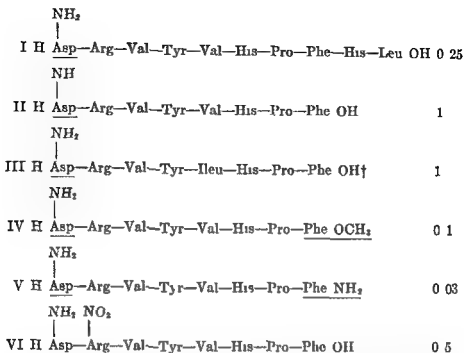 NH₂
I H Asp—Arg—Val—Tyr—Val—His—Pro—Phe—His—Leu OH 0 25
NH
II H Asp—Arg—Val—Tyr—Val—His—Pro—Phe OH 1
NH₂
III H Asp—Arg—Val—Tyr—Ileu—His—Pro—Phe OH† 1
NH₂
IV H Asp—Arg—Val—Tyr—Val—His—Pro—Phe OCH₃ 0 1
NH₂
V H Asp—Arg—Val—Tyr—Val—His—Pro—Phe NH₂ 0 03
NH₂ NO₂
VI H Asp—Arg—Val—Tyr—Val—His—Pro—Phe OH 0 5